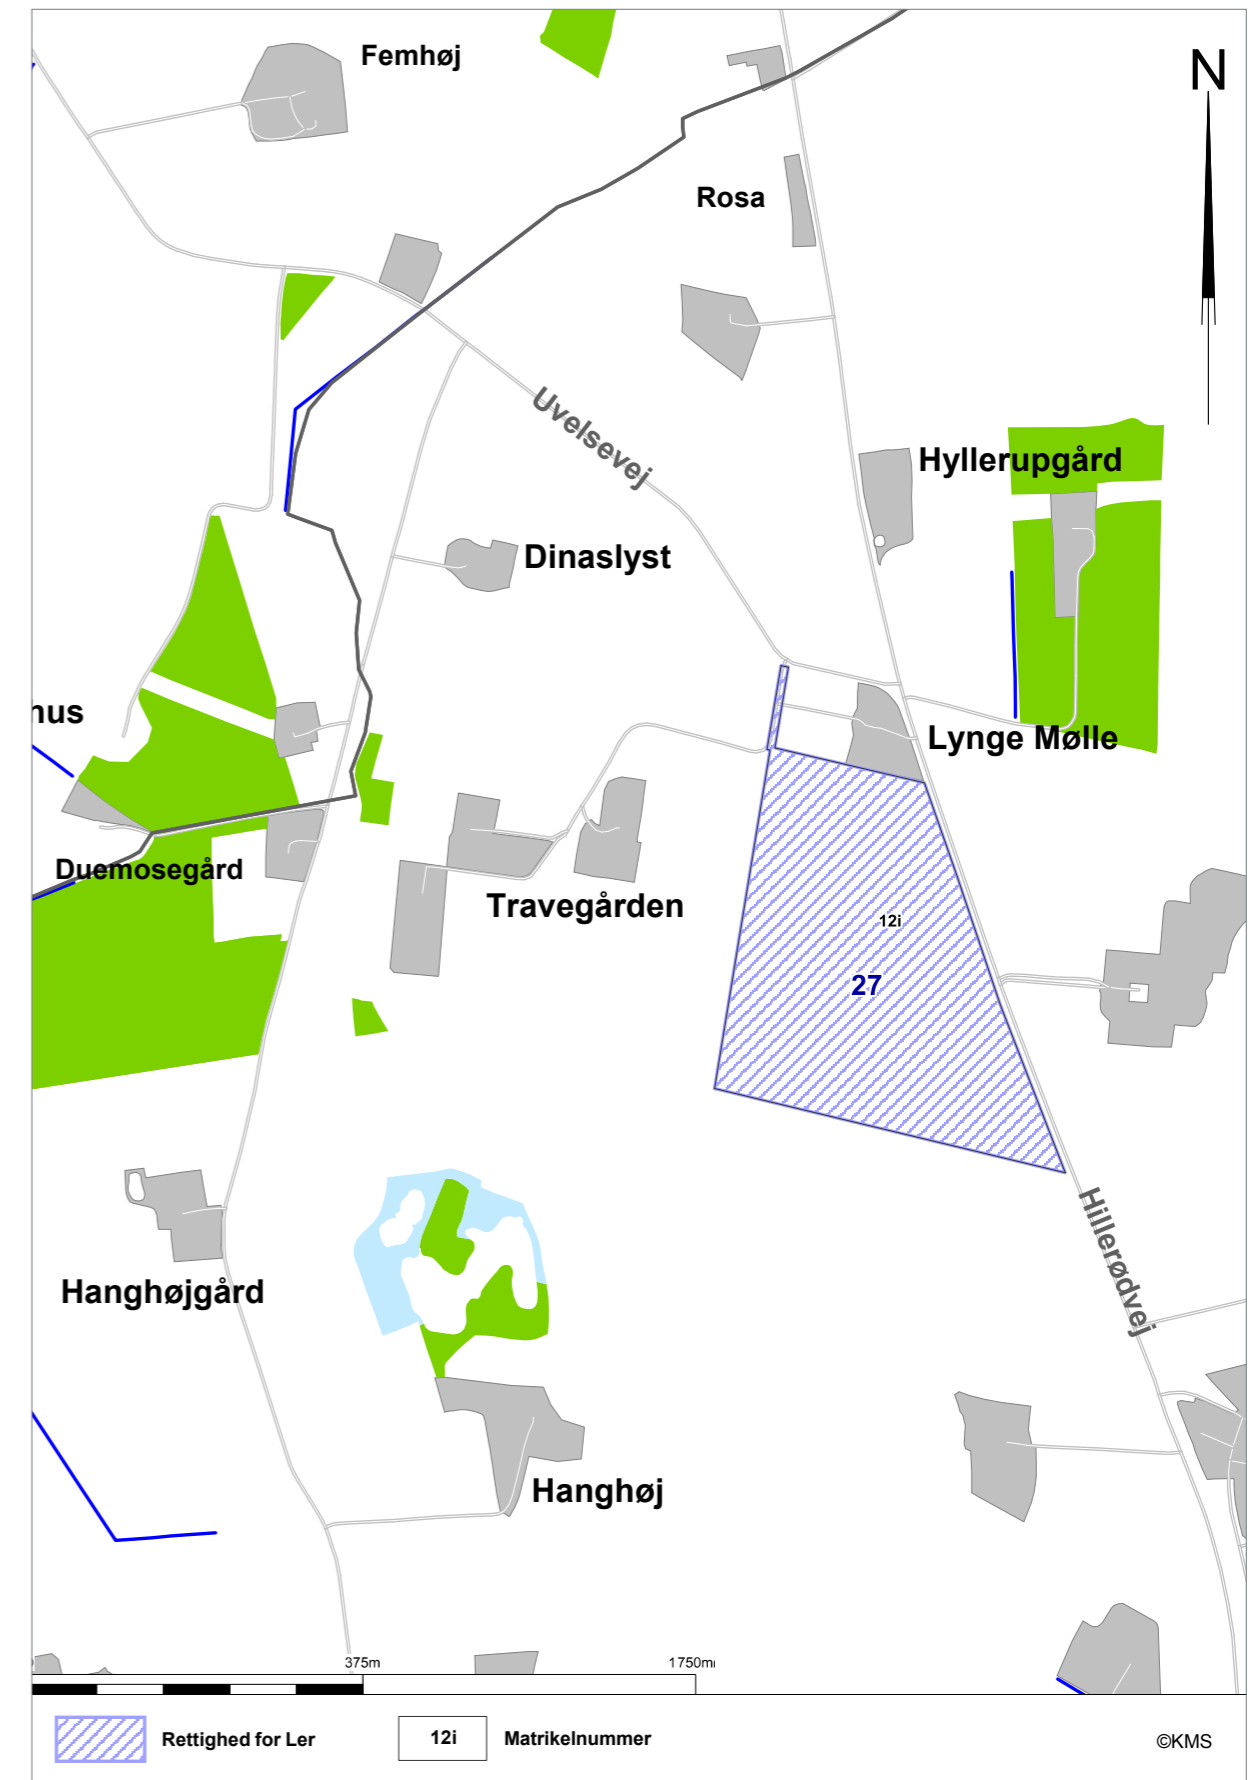 Femhøj
N
Rosa
Uvelsevej
Hyllerupgård
Dinaslyst
hus
Lynge Mølle
Duemosegård
Travegården
12i
27
Hillerødvej
Hanghøjgård
Hanghøj
375m
1750m
Rettighed for Ler
12i
Matrikelnummer
©KMS